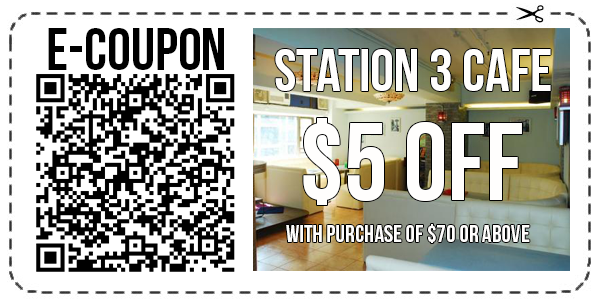 E-COUPON
STATION 3 CAFE
$5 OFF
WITH PURCHASE OF $70 OR ABOVE